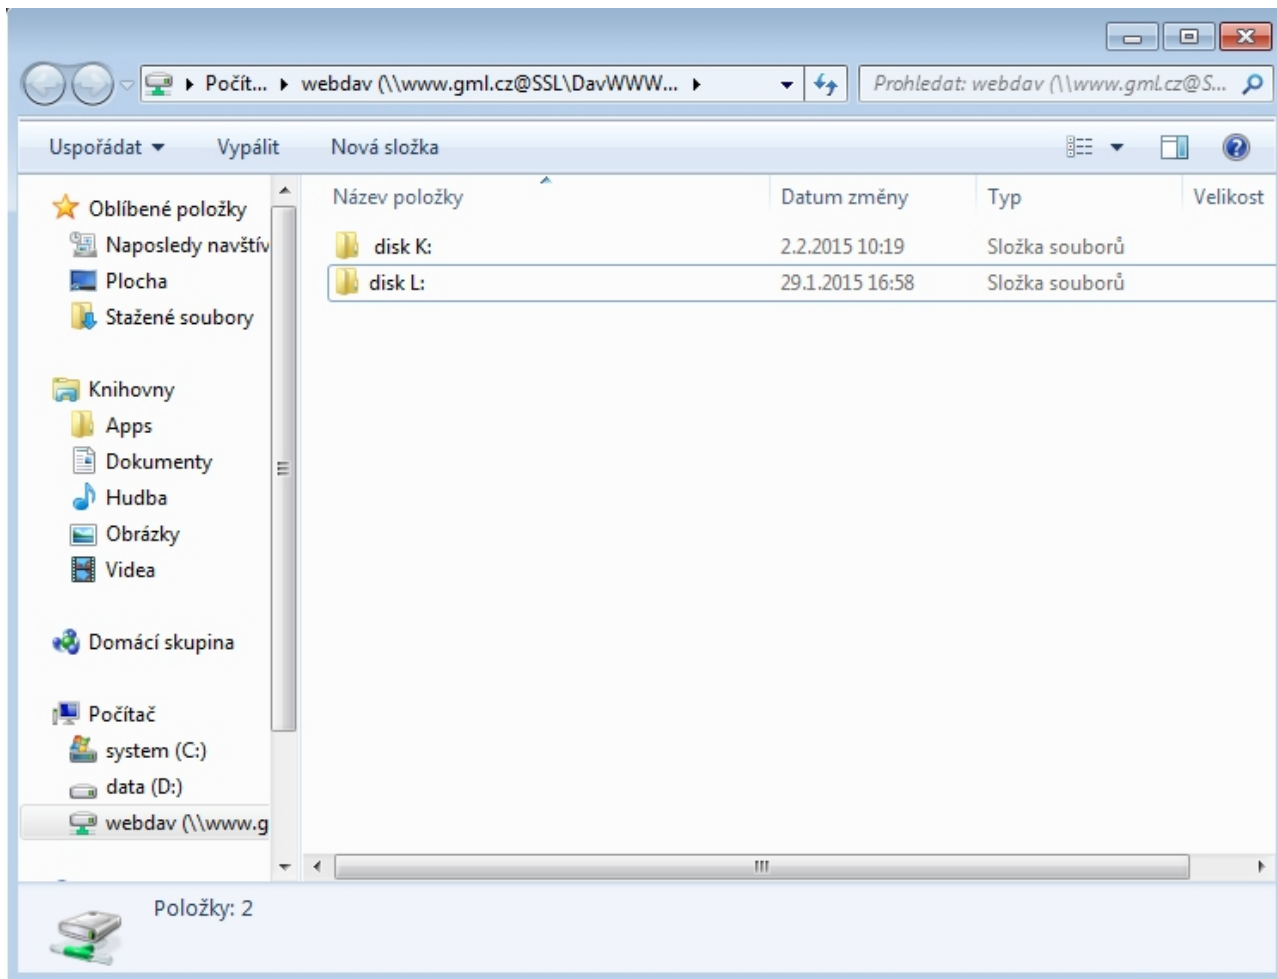 Počít... webdav (\\www.gml.cz@SSL\DavWWW... Prohledat: webdav (\\www.gml.cz@S...
Uspořádat Vypálit Nová složka
Oblíbené položky
Naposledy navštív
Plocha
Stažené soubory
Knihovny
Apps
Dokumenty
Hudba
Obrázky
Videa
Domácí skupina
Počítač
system (C:)
data (D:)
webdav (\\www.g
Název položky Datum změny Typ Velikost
disk K: 2.2.2015 10:19 Složka souborů
disk L: 29.1.2015 16:58 Složka souborů
Položky: 2